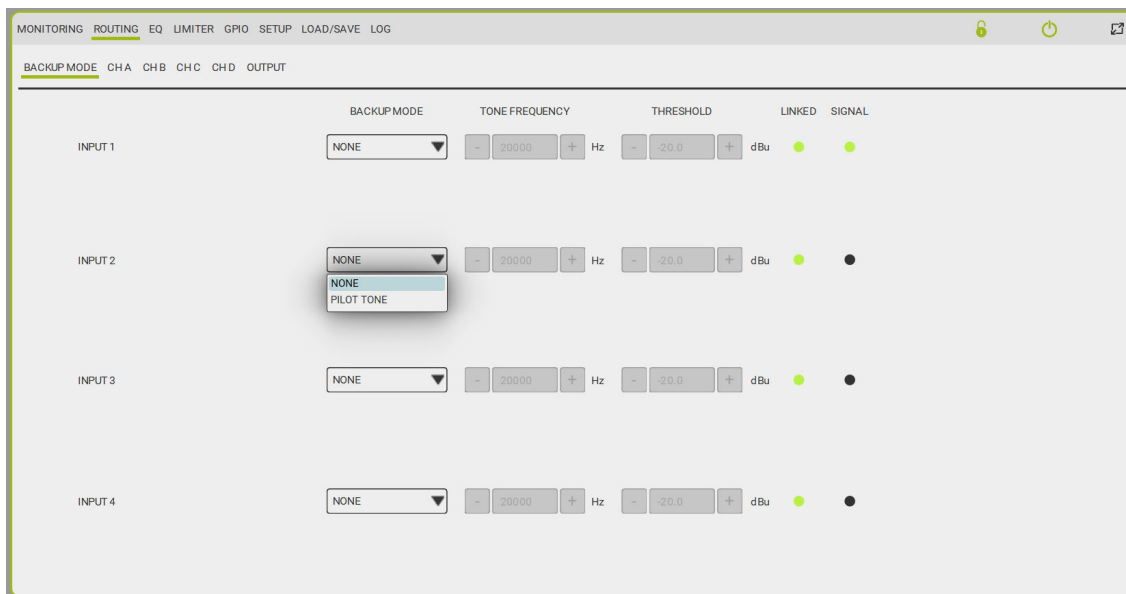 MONITORING ROUTING EQ LIMITER GPIO SETUP LOAD/SAVE LOG
BACKUP MODE CH A CH B CH C CH D OUTPUT
BACKUP MODE TONE FREQUENCY THRESHOLD LINKED SIGNAL
INPUT 1 NONE - 20000 + Hz - -20.0 + dBu
INPUT 2 NONE - 20000 + Hz - -20.0 + dBu
NONE
PILOT TONE
INPUT 3 NONE - 20000 + Hz - -20.0 + dBu
INPUT 4 NONE - 20000 + Hz - -20.0 + dBu